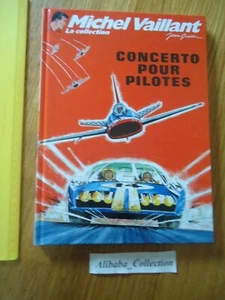 Michel Vaillant
La collection
Jean Graton
CONCERTO
POUR
PILOTES
Alibaba_Collection